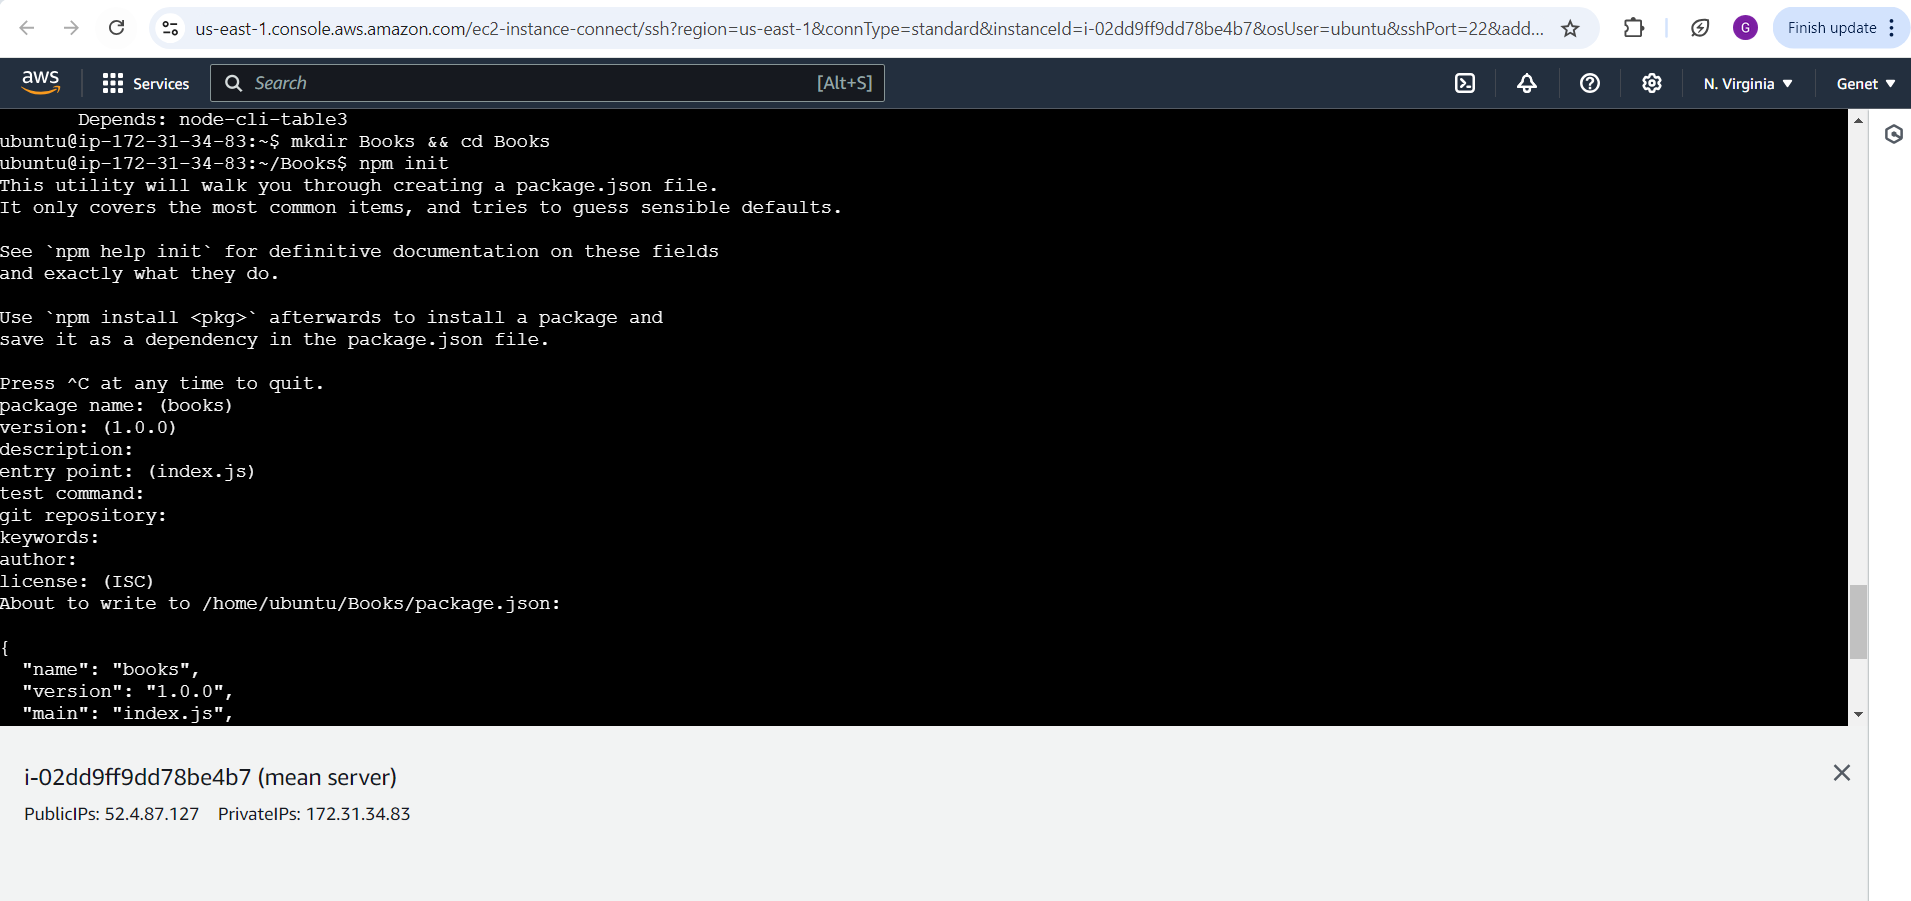 us-east-1.console.aws.amazon.com/ec2-instance-connect/ssh?region=us-east-1&connType=standard&instanceId=i-02dd9ff9dd78be4b7&osUser=ubuntu&sshPort=22&add...
G
Finish update
aws
Services
Search
[Alt+S]
N. Virginia
Genet
       Depends: node-cli-table3
ubuntu@ip-172-31-34-83:~$ mkdir Books && cd Books
ubuntu@ip-172-31-34-83:~/Books$ npm init
This utility will walk you through creating a package.json file.
It only covers the most common items, and tries to guess sensible defaults.
See `npm help init` for definitive documentation on these fields
and exactly what they do.
Use `npm install <pkg>` afterwards to install a package and
save it as a dependency in the package.json file.
Press ^C at any time to quit.
package name: (books)
version: (1.0.0)
description:
entry point: (index.js)
test command:
git repository:
keywords:
author:
license: (ISC)
About to write to /home/ubuntu/Books/package.json:
{
  "name": "books",
  "version": "1.0.0",
  "main": "index.js",
i-02dd9ff9dd78be4b7 (mean server)
PublicIPs: 52.4.87.127 PrivateIPs: 172.31.34.83